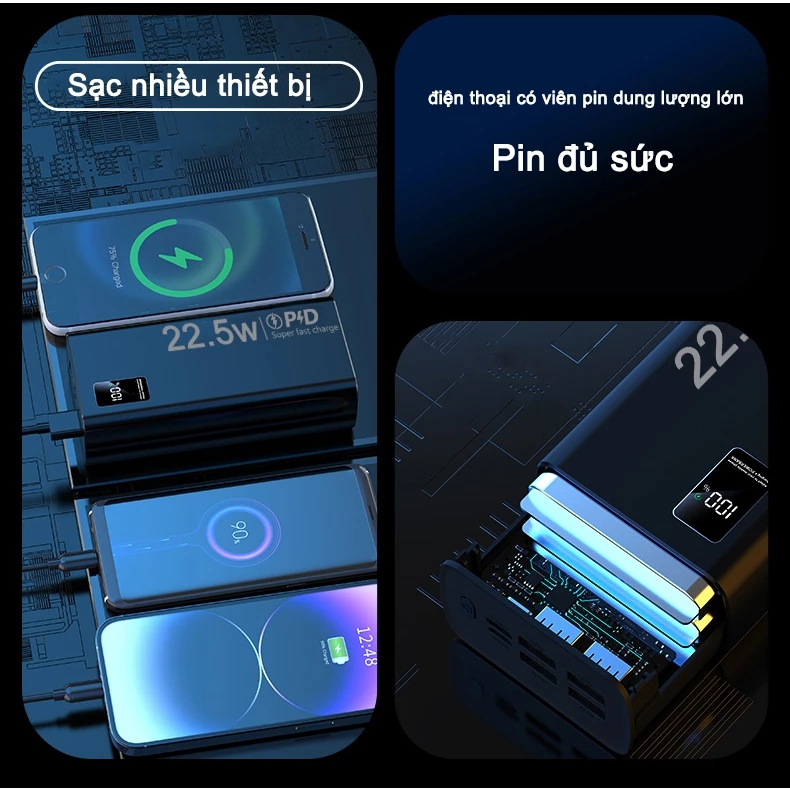 Sạc nhiều thiết bị
điện thoại có viên pin dung lượng lớn
Pin đủ sức
75% Charged
22.5w PD
Super fast charge
100
90%
12:48
22.
100%